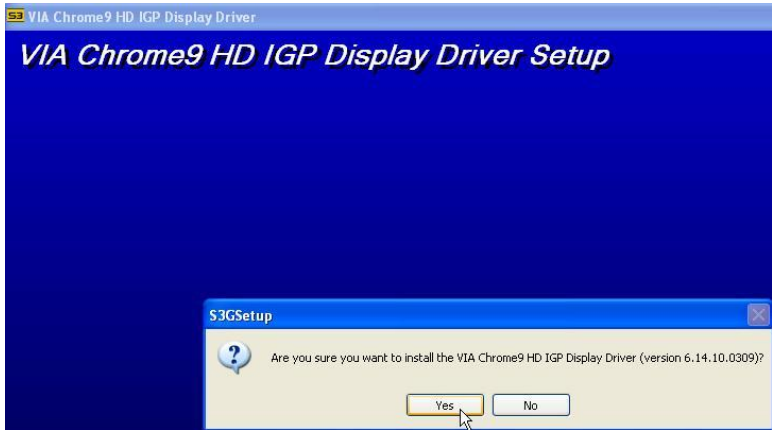 S3 VIA Chrome9 HD IGP Display Driver
VIA Chrome9 HD IGP Display Driver Setup
S3GSetup
Are you sure you want to install the VIA Chrome9 HD IGP Display Driver (version 6.14.10.0309)?
Yes No